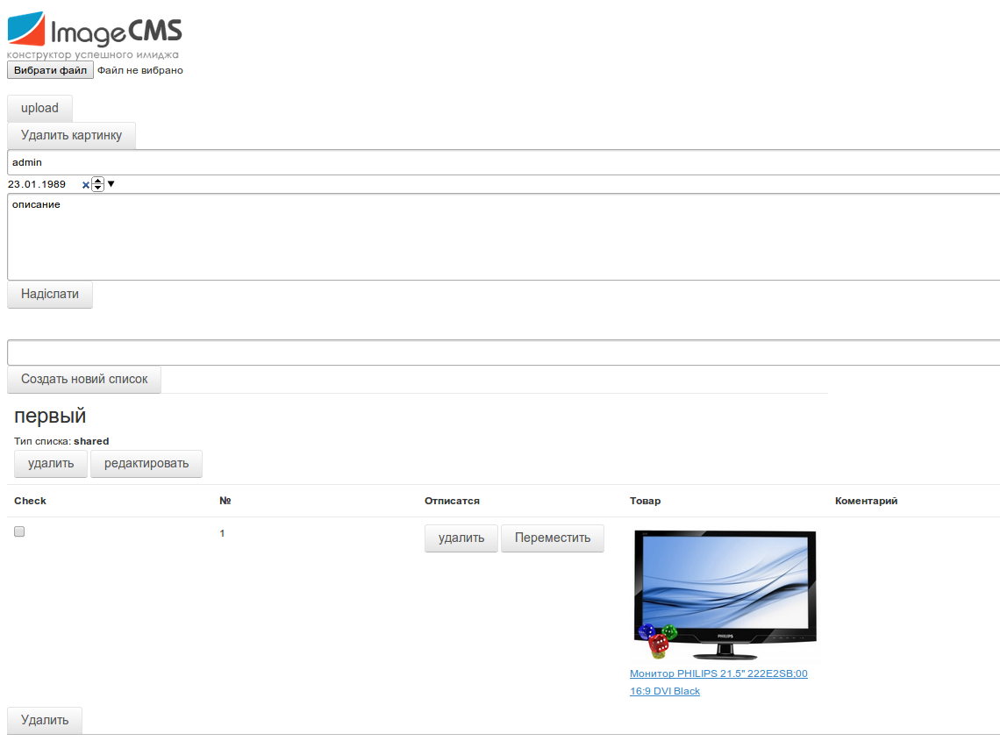 ImageCMS
конструктор успешного имиджа
Вибрати файл Файл не вибрано
upload
Удалить картинку
admin
23.01.1989
описание
Надіслати
Создать новий список
первый
Тип списка: shared
удалить редактировать
Check № Отписатся Товар Коментарий
1 удалить Переместить
PHILIPS
Монитор PHILIPS 21.5" 222E2SB;00
16:9 DVI Black
Удалить